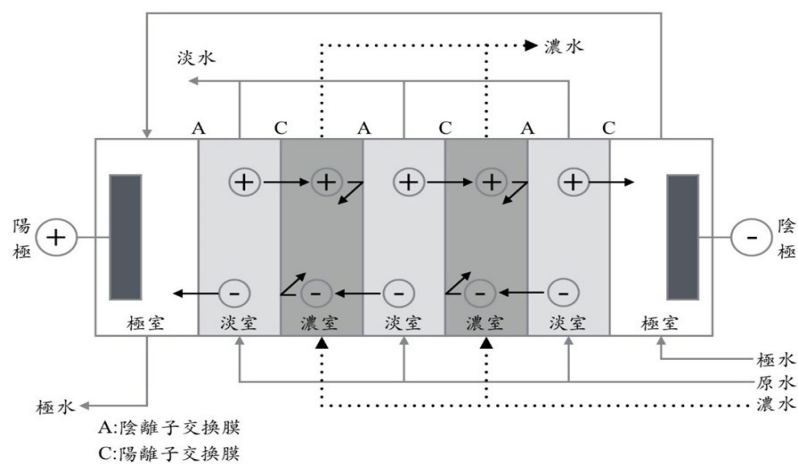 濃水
淡水
A C A C A C
+ + + +
陽極 + - 陰極
- - - - -
極室 淡室 濃室 淡室 濃室 淡室 極室
極水
原水
極水 濃水
A:陰離子交換膜
C:陽離子交換膜